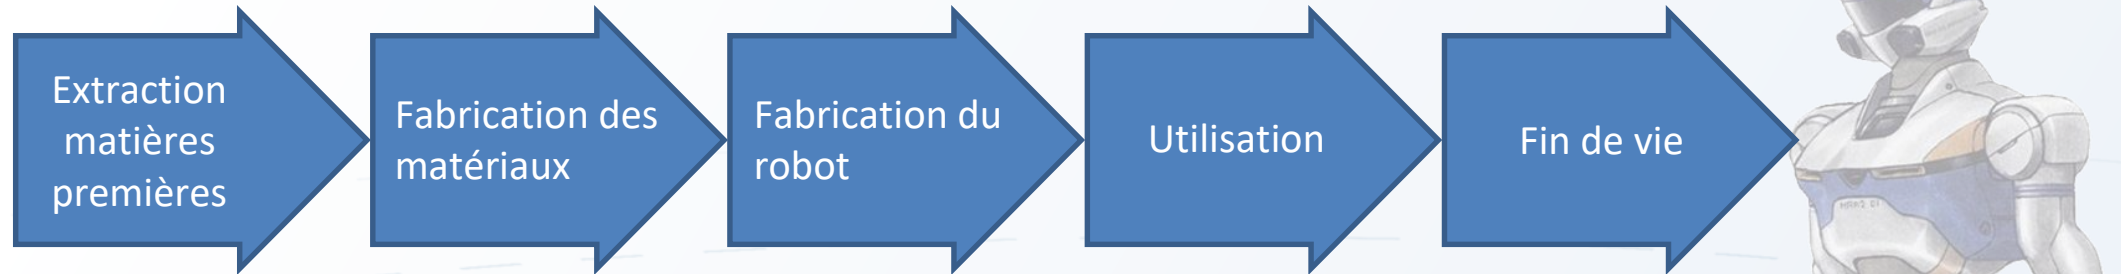 Extraction
matières
premières
Fabrication des
matériaux
Fabrication du
robot
Utilisation
Fin de vie